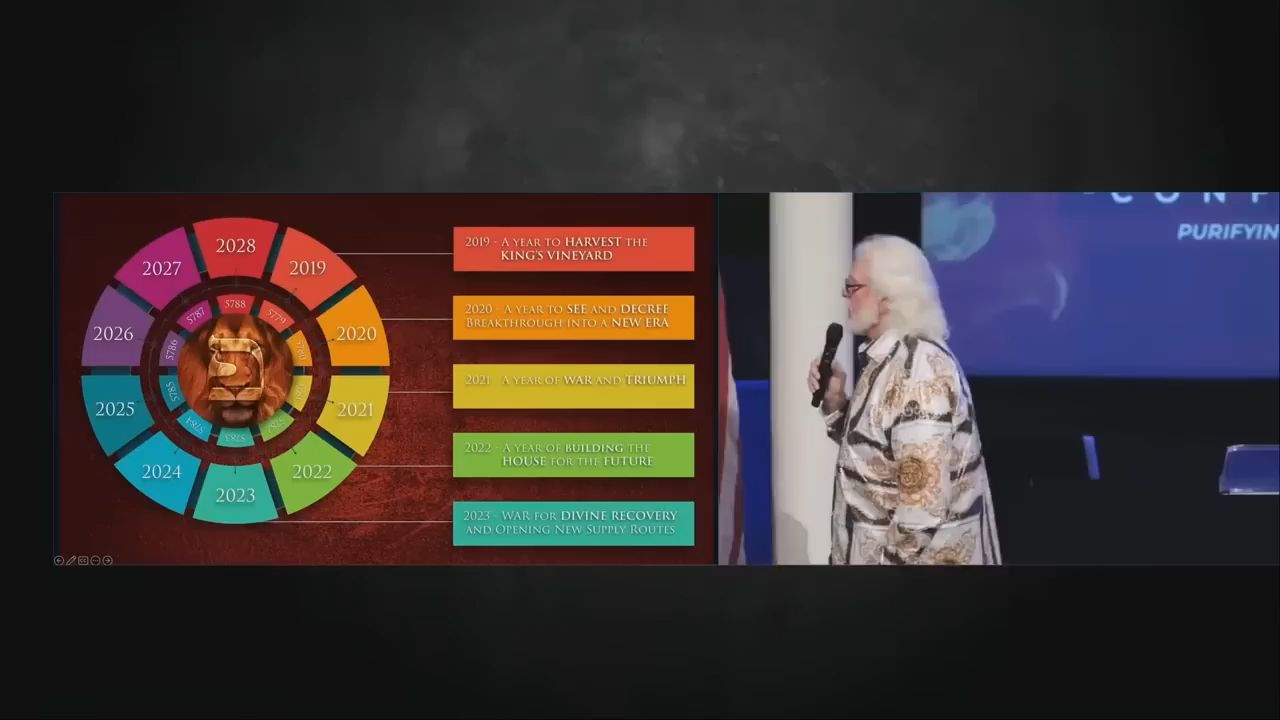 2028
2019
2020
2021
2022
2023
2024
2025
2026
2027
5788
5779
5780
5782
5783
5784
5785
5786
5787
פ
2019 - A YEAR TO HARVEST THE
KING'S VINEYARD
2020 - A YEAR TO SEE AND DECREE
BREAKTHROUGH INTO A NEW ERA
2021 - A YEAR OF WAR AND TRIUMPH
2022 - A YEAR OF BUILDING THE
HOUSE FOR THE FUTURE
2023 - WAR FOR DIVINE RECOVERY
AND OPENING NEW SUPPLY ROUTES
CONF
PURIFYIN